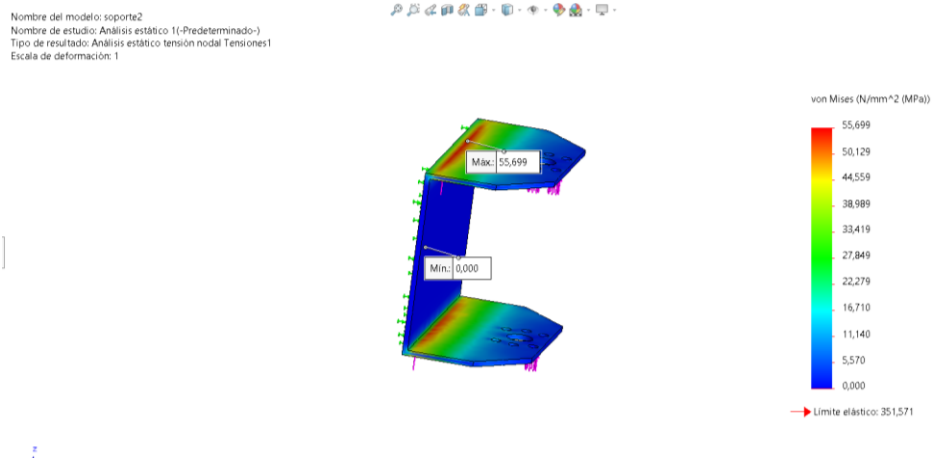 Nombre del modelo: soporte2
Nombre de estudio: Análisis estático 1(-Predeterminado-)
Tipo de resultado: Análisis estático tensión nodal Tensiones1
Escala de deformación: 1
von Mises (N/mm^2 (MPa))
55,699
50,129
44,559
38,989
33,419
27,849
22,279
16,710
11,140
5,570
0,000
Límite elástico: 351,571
Máx.: 55,699
Mín.: 0,000
z